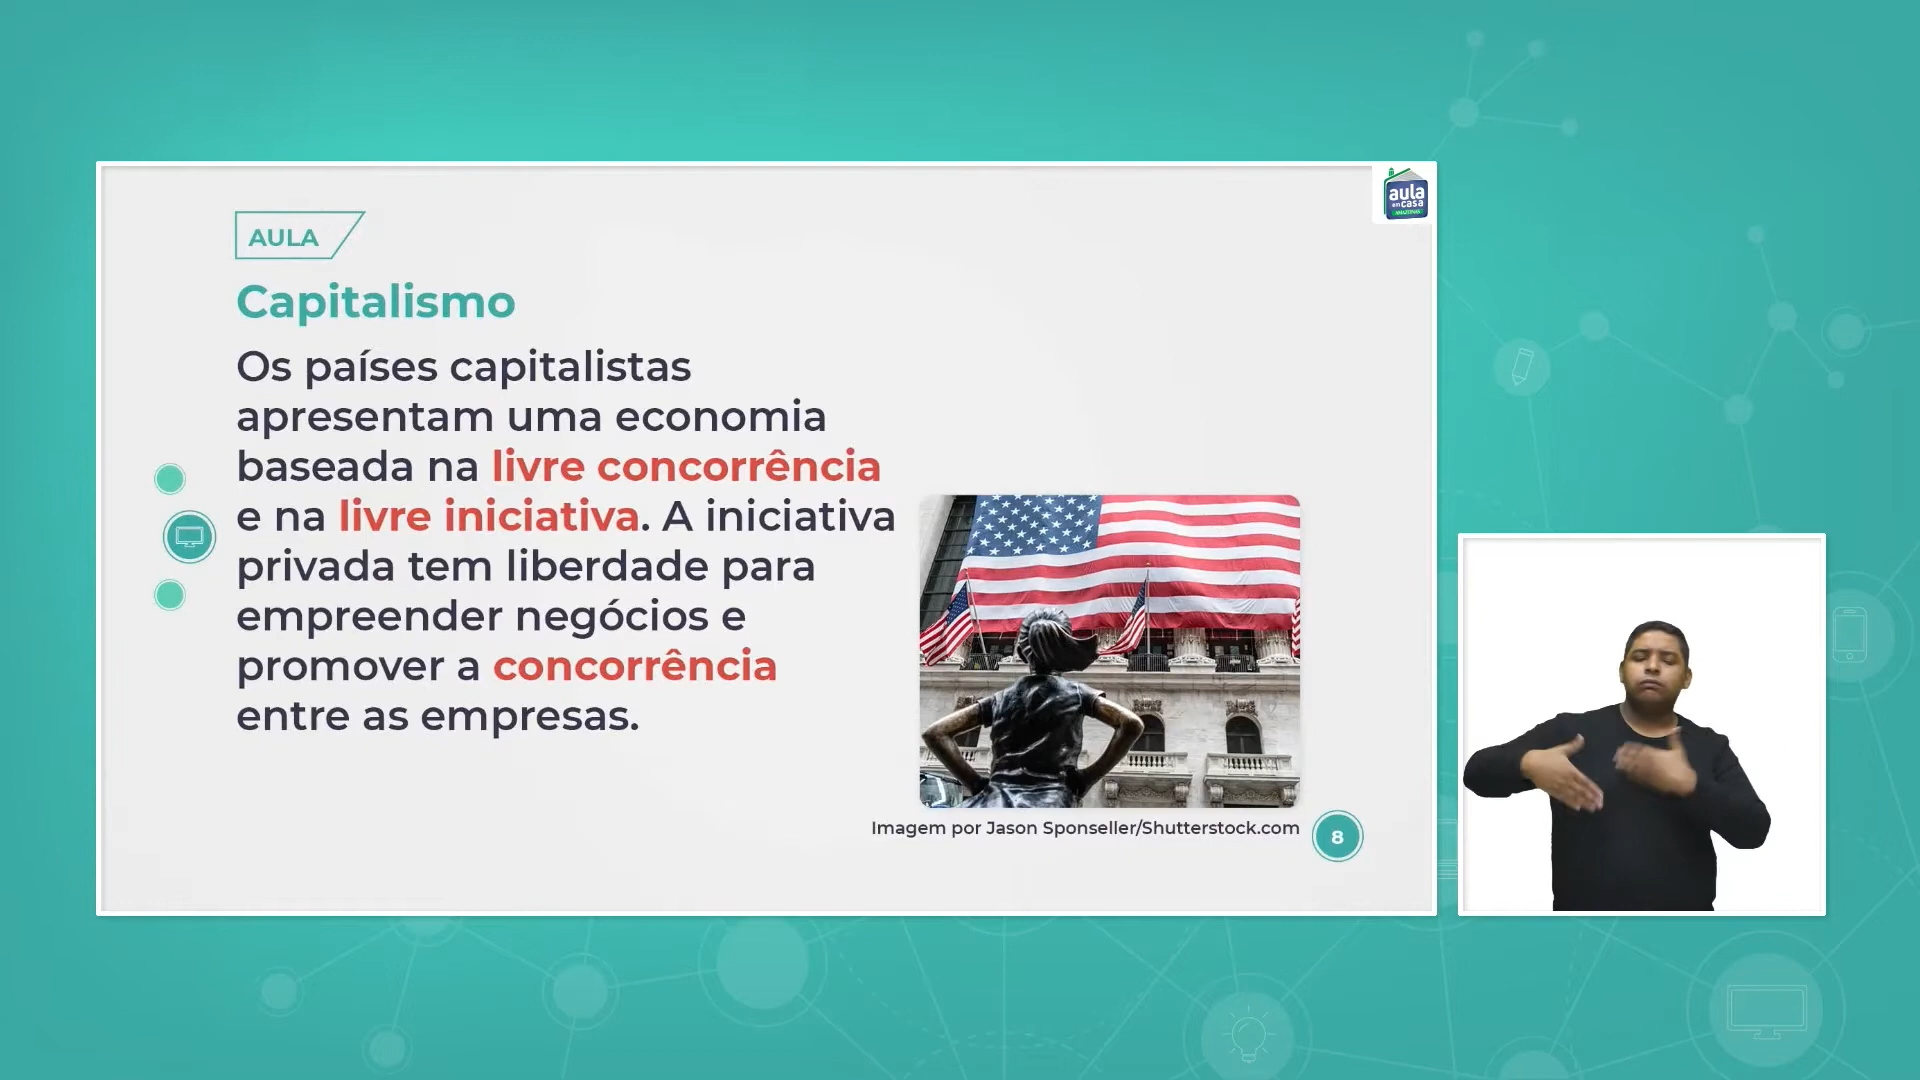 aula
em casa
AMAZONAS
AULA
Capitalismo
Os países capitalistas
apresentam uma economia
baseada na livre concorrência
e na livre iniciativa. A iniciativa
privada tem liberdade para
empreender negócios e
promover a concorrência
entre as empresas.
Imagem por Jason Sponseller/Shutterstock.com
8